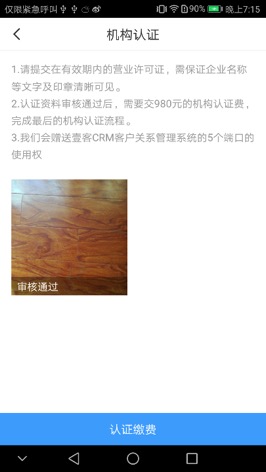 仅限紧急呼叫 90% 晚上7:15
机构认证
1.请提交在有效期内的营业许可证，需保证企业名称
等文字及印章清晰可见。
2.认证资料审核通过后，需要交980元的机构认证费，
完成最后的机构认证流程。
3.我们会赠送壹客CRM客户关系管理系统的5个端口的
使用权
审核通过
认证缴费